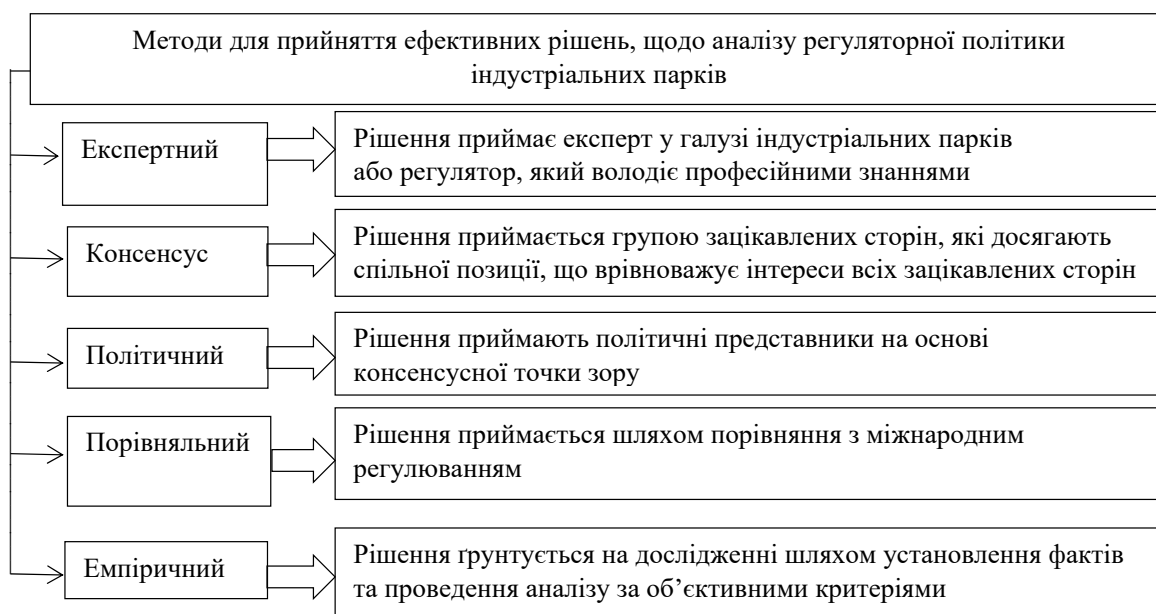 Методи для прийняття ефективних рішень, щодо аналізу регуляторної політики
індустріальних парків
Експертний
Рішення приймає експерт у галузі індустріальних парків
або регулятор, який володіє професійними знаннями
Консенсус
Рішення приймається групою зацікавлених сторін, які досягають
спільної позиції, що врівноважує інтереси всіх зацікавлених сторін
Політичний
Рішення приймають політичні представники на основі
консенсусної точки зору
Порівняльний
Рішення приймається шляхом порівняння з міжнародним
регулюванням
Емпіричний
Рішення ґрунтується на дослідженні шляхом установлення фактів
та проведення аналізу за об’єктивними критеріями